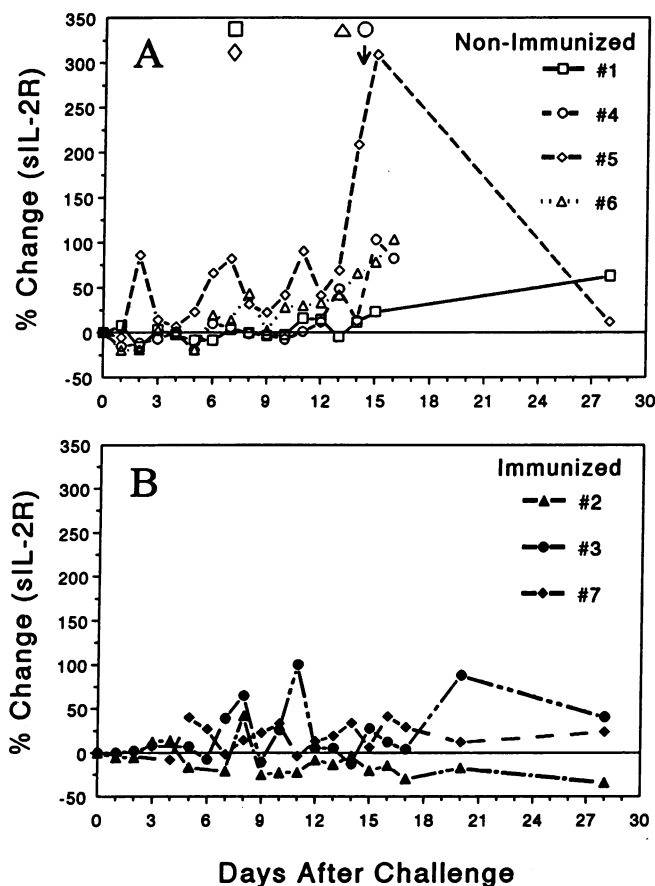 A
Non-Immunized
#1
#4
#5
#6
% Change (sIL-2R)
350
300
250
200
150
100
50
0
-50
0 3 6 9 12 15 18 21 24 27 30
B
Immunized
#2
#3
#7
% Change (sIL-2R)
350
300
250
200
150
100
50
0
-50
0 3 6 9 12 15 18 21 24 27 30
Days After Challenge